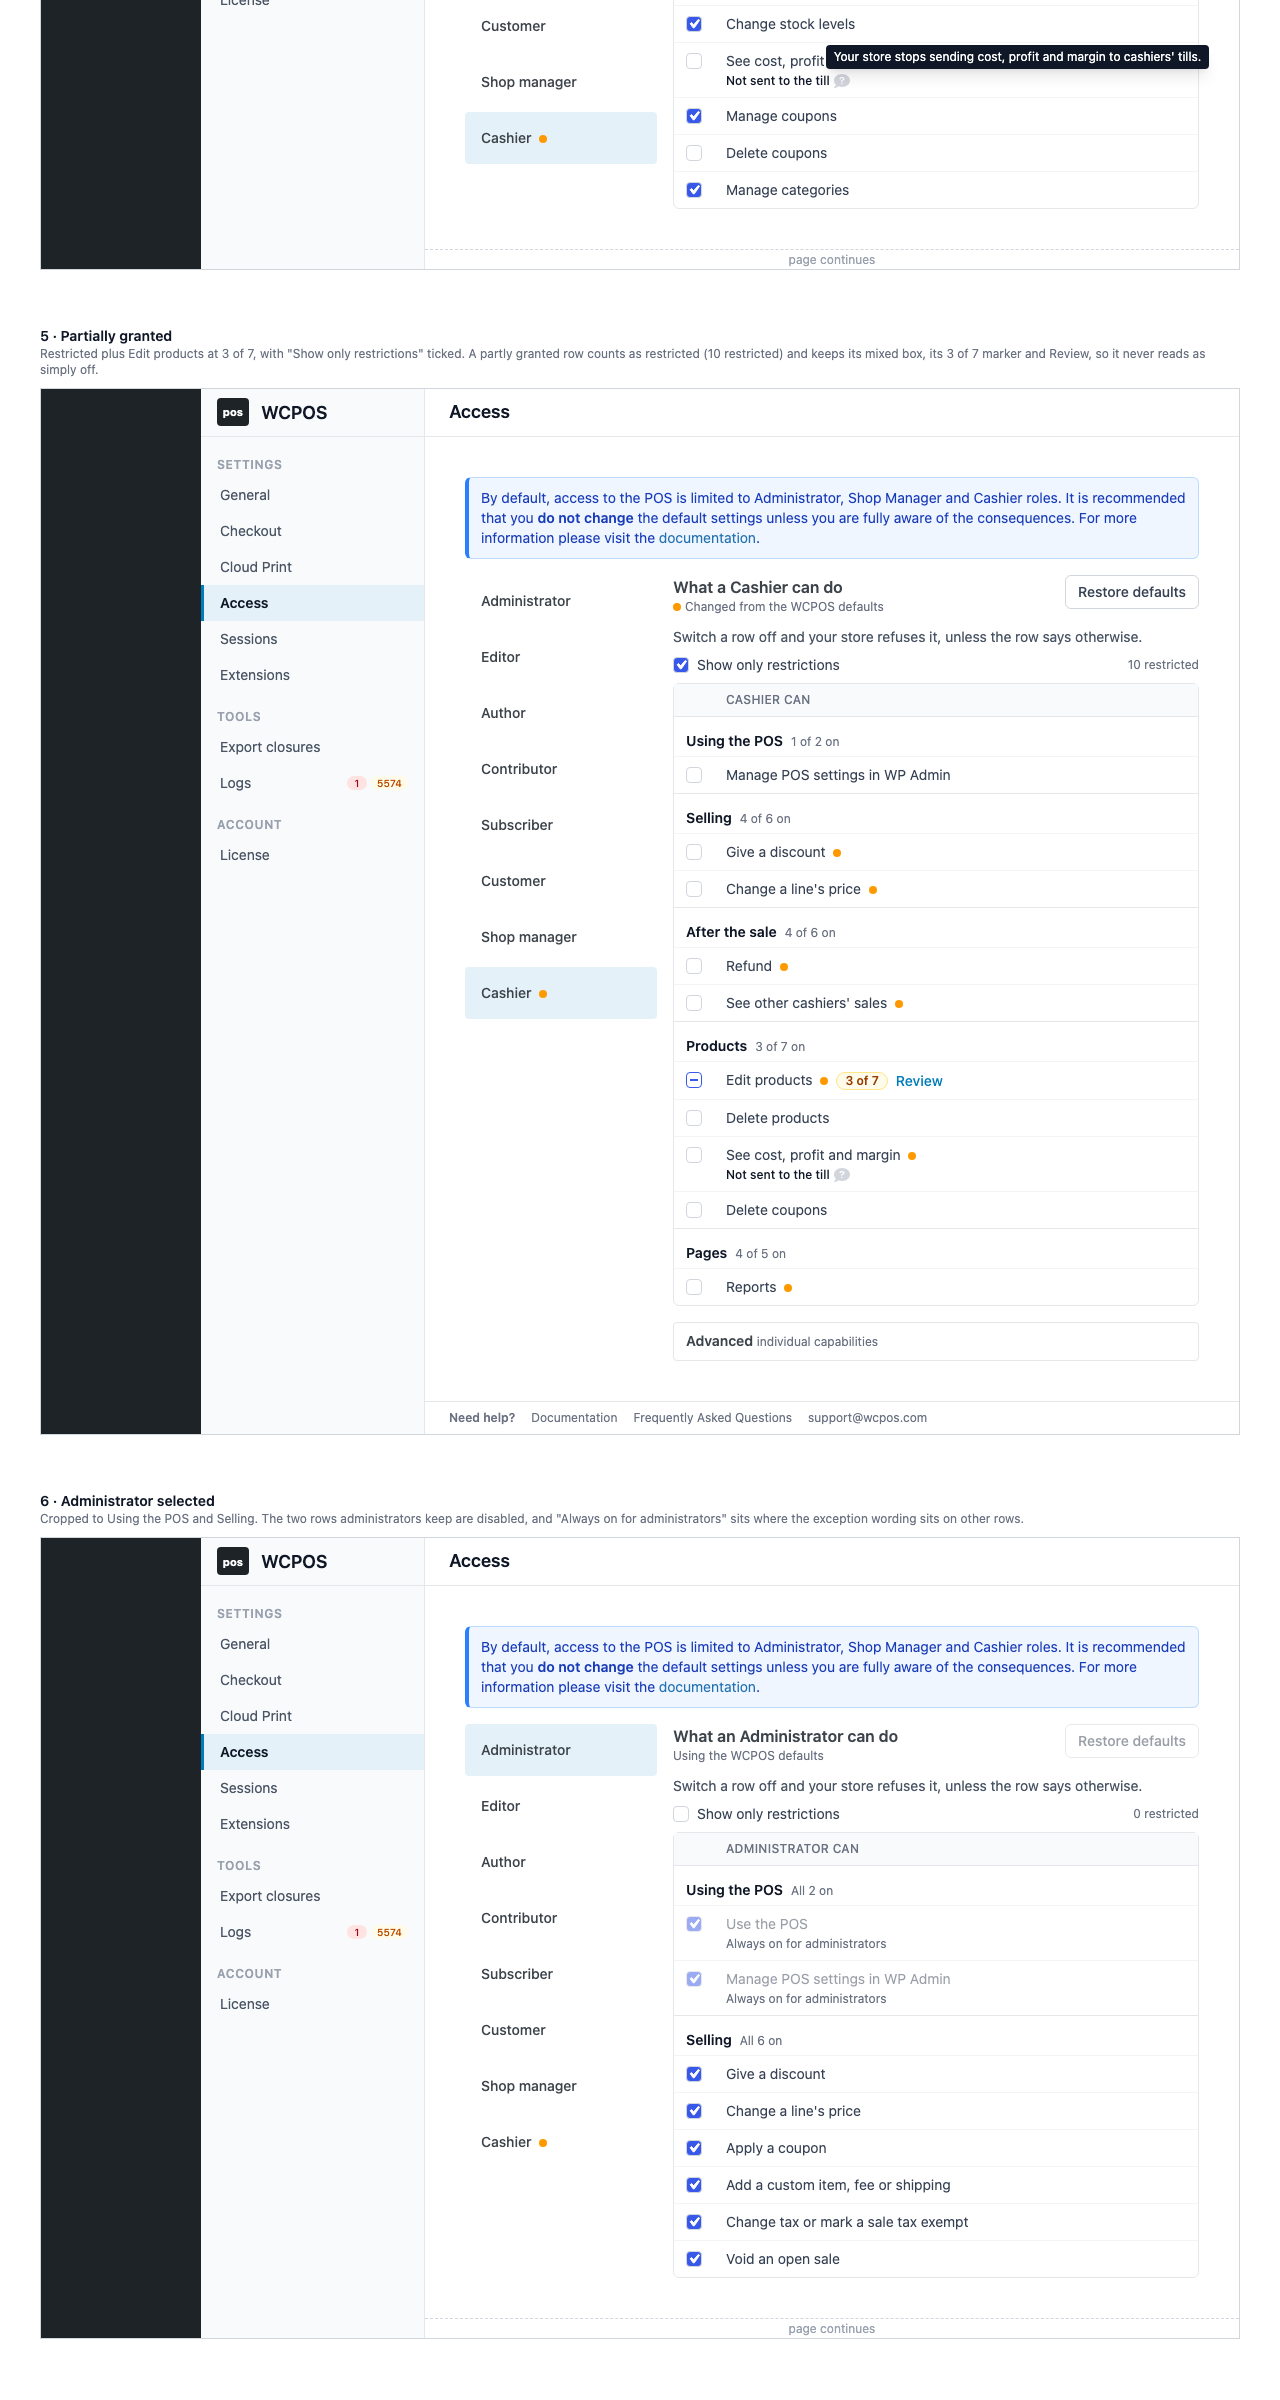 License
Customer
Shop manager
Cashier
Change stock levels
See cost, profit
Your store stops sending cost, profit and margin to cashiers' tills.
Not sent to the till ?
Manage coupons
Delete coupons
Manage categories
page continues
5 · Partially granted
Restricted plus Edit products at 3 of 7, with "Show only restrictions" ticked. A partly granted row counts as restricted (10 restricted) and keeps its mixed box, its 3 of 7 marker and Review, so it never reads as
simply off.
pos WCPOS
SETTINGS
General
Checkout
Cloud Print
Access
Sessions
Extensions
TOOLS
Export closures
Logs 1 5574
ACCOUNT
License
Access
By default, access to the POS is limited to Administrator, Shop Manager and Cashier roles. It is recommended
that you do not change the default settings unless you are fully aware of the consequences. For more
information please visit the documentation.
Administrator
Editor
Author
Contributor
Subscriber
Customer
Shop manager
Cashier
What a Cashier can do
Changed from the WCPOS defaults
Restore defaults
Switch a row off and your store refuses it, unless the row says otherwise.
Show only restrictions 10 restricted
CASHIER CAN
Using the POS 1 of 2 on
Manage POS settings in WP Admin
Selling 4 of 6 on
Give a discount
Change a line's price
After the sale 4 of 6 on
Refund
See other cashiers' sales
Products 3 of 7 on
Edit products 3 of 7 Review
Delete products
See cost, profit and margin
Not sent to the till ?
Delete coupons
Pages 4 of 5 on
Reports
Advanced individual capabilities
Need help? Documentation Frequently Asked Questions support@wcpos.com
6 · Administrator selected
Cropped to Using the POS and Selling. The two rows administrators keep are disabled, and "Always on for administrators" sits where the exception wording sits on other rows.
pos WCPOS
SETTINGS
General
Checkout
Cloud Print
Access
Sessions
Extensions
TOOLS
Export closures
Logs 1 5574
ACCOUNT
License
Access
By default, access to the POS is limited to Administrator, Shop Manager and Cashier roles. It is recommended
that you do not change the default settings unless you are fully aware of the consequences. For more
information please visit the documentation.
Administrator
Editor
Author
Contributor
Subscriber
Customer
Shop manager
Cashier
What an Administrator can do
Using the WCPOS defaults
Restore defaults
Switch a row off and your store refuses it, unless the row says otherwise.
Show only restrictions 0 restricted
ADMINISTRATOR CAN
Using the POS All 2 on
Use the POS
Always on for administrators
Manage POS settings in WP Admin
Always on for administrators
Selling All 6 on
Give a discount
Change a line's price
Apply a coupon
Add a custom item, fee or shipping
Change tax or mark a sale tax exempt
Void an open sale
page continues